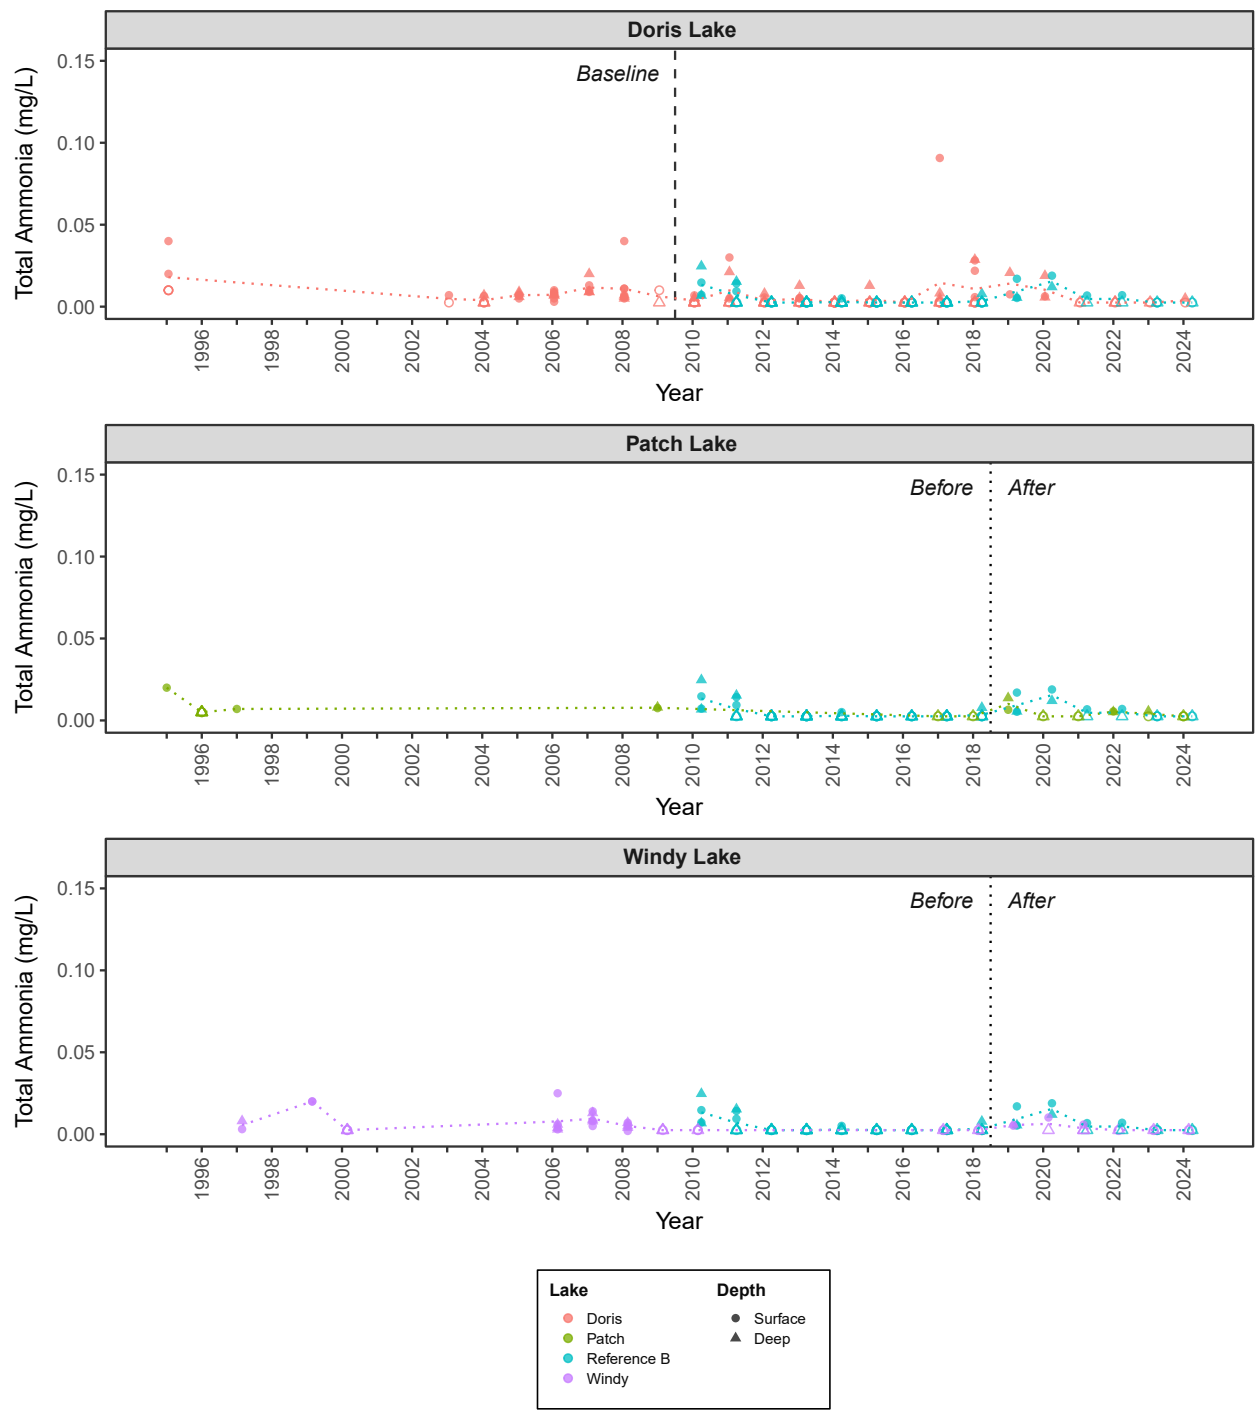 Doris Lake
Total Ammonia (mg/L)
0.15
0.10
0.05
0.00
Baseline
1996 1998 2000 2002 2004 2006 2008 2010 2012 2014 2016 2018 2020 2022 2024
Year
Patch Lake
Total Ammonia (mg/L)
0.15
0.10
0.05
0.00
Before After
1996 1998 2000 2002 2004 2006 2008 2010 2012 2014 2016 2018 2020 2022 2024
Year
Windy Lake
Total Ammonia (mg/L)
0.15
0.10
0.05
0.00
Before After
1996 1998 2000 2002 2004 2006 2008 2010 2012 2014 2016 2018 2020 2022 2024
Year
Lake
Doris
Patch
Reference B
Windy
Depth
Surface
Deep